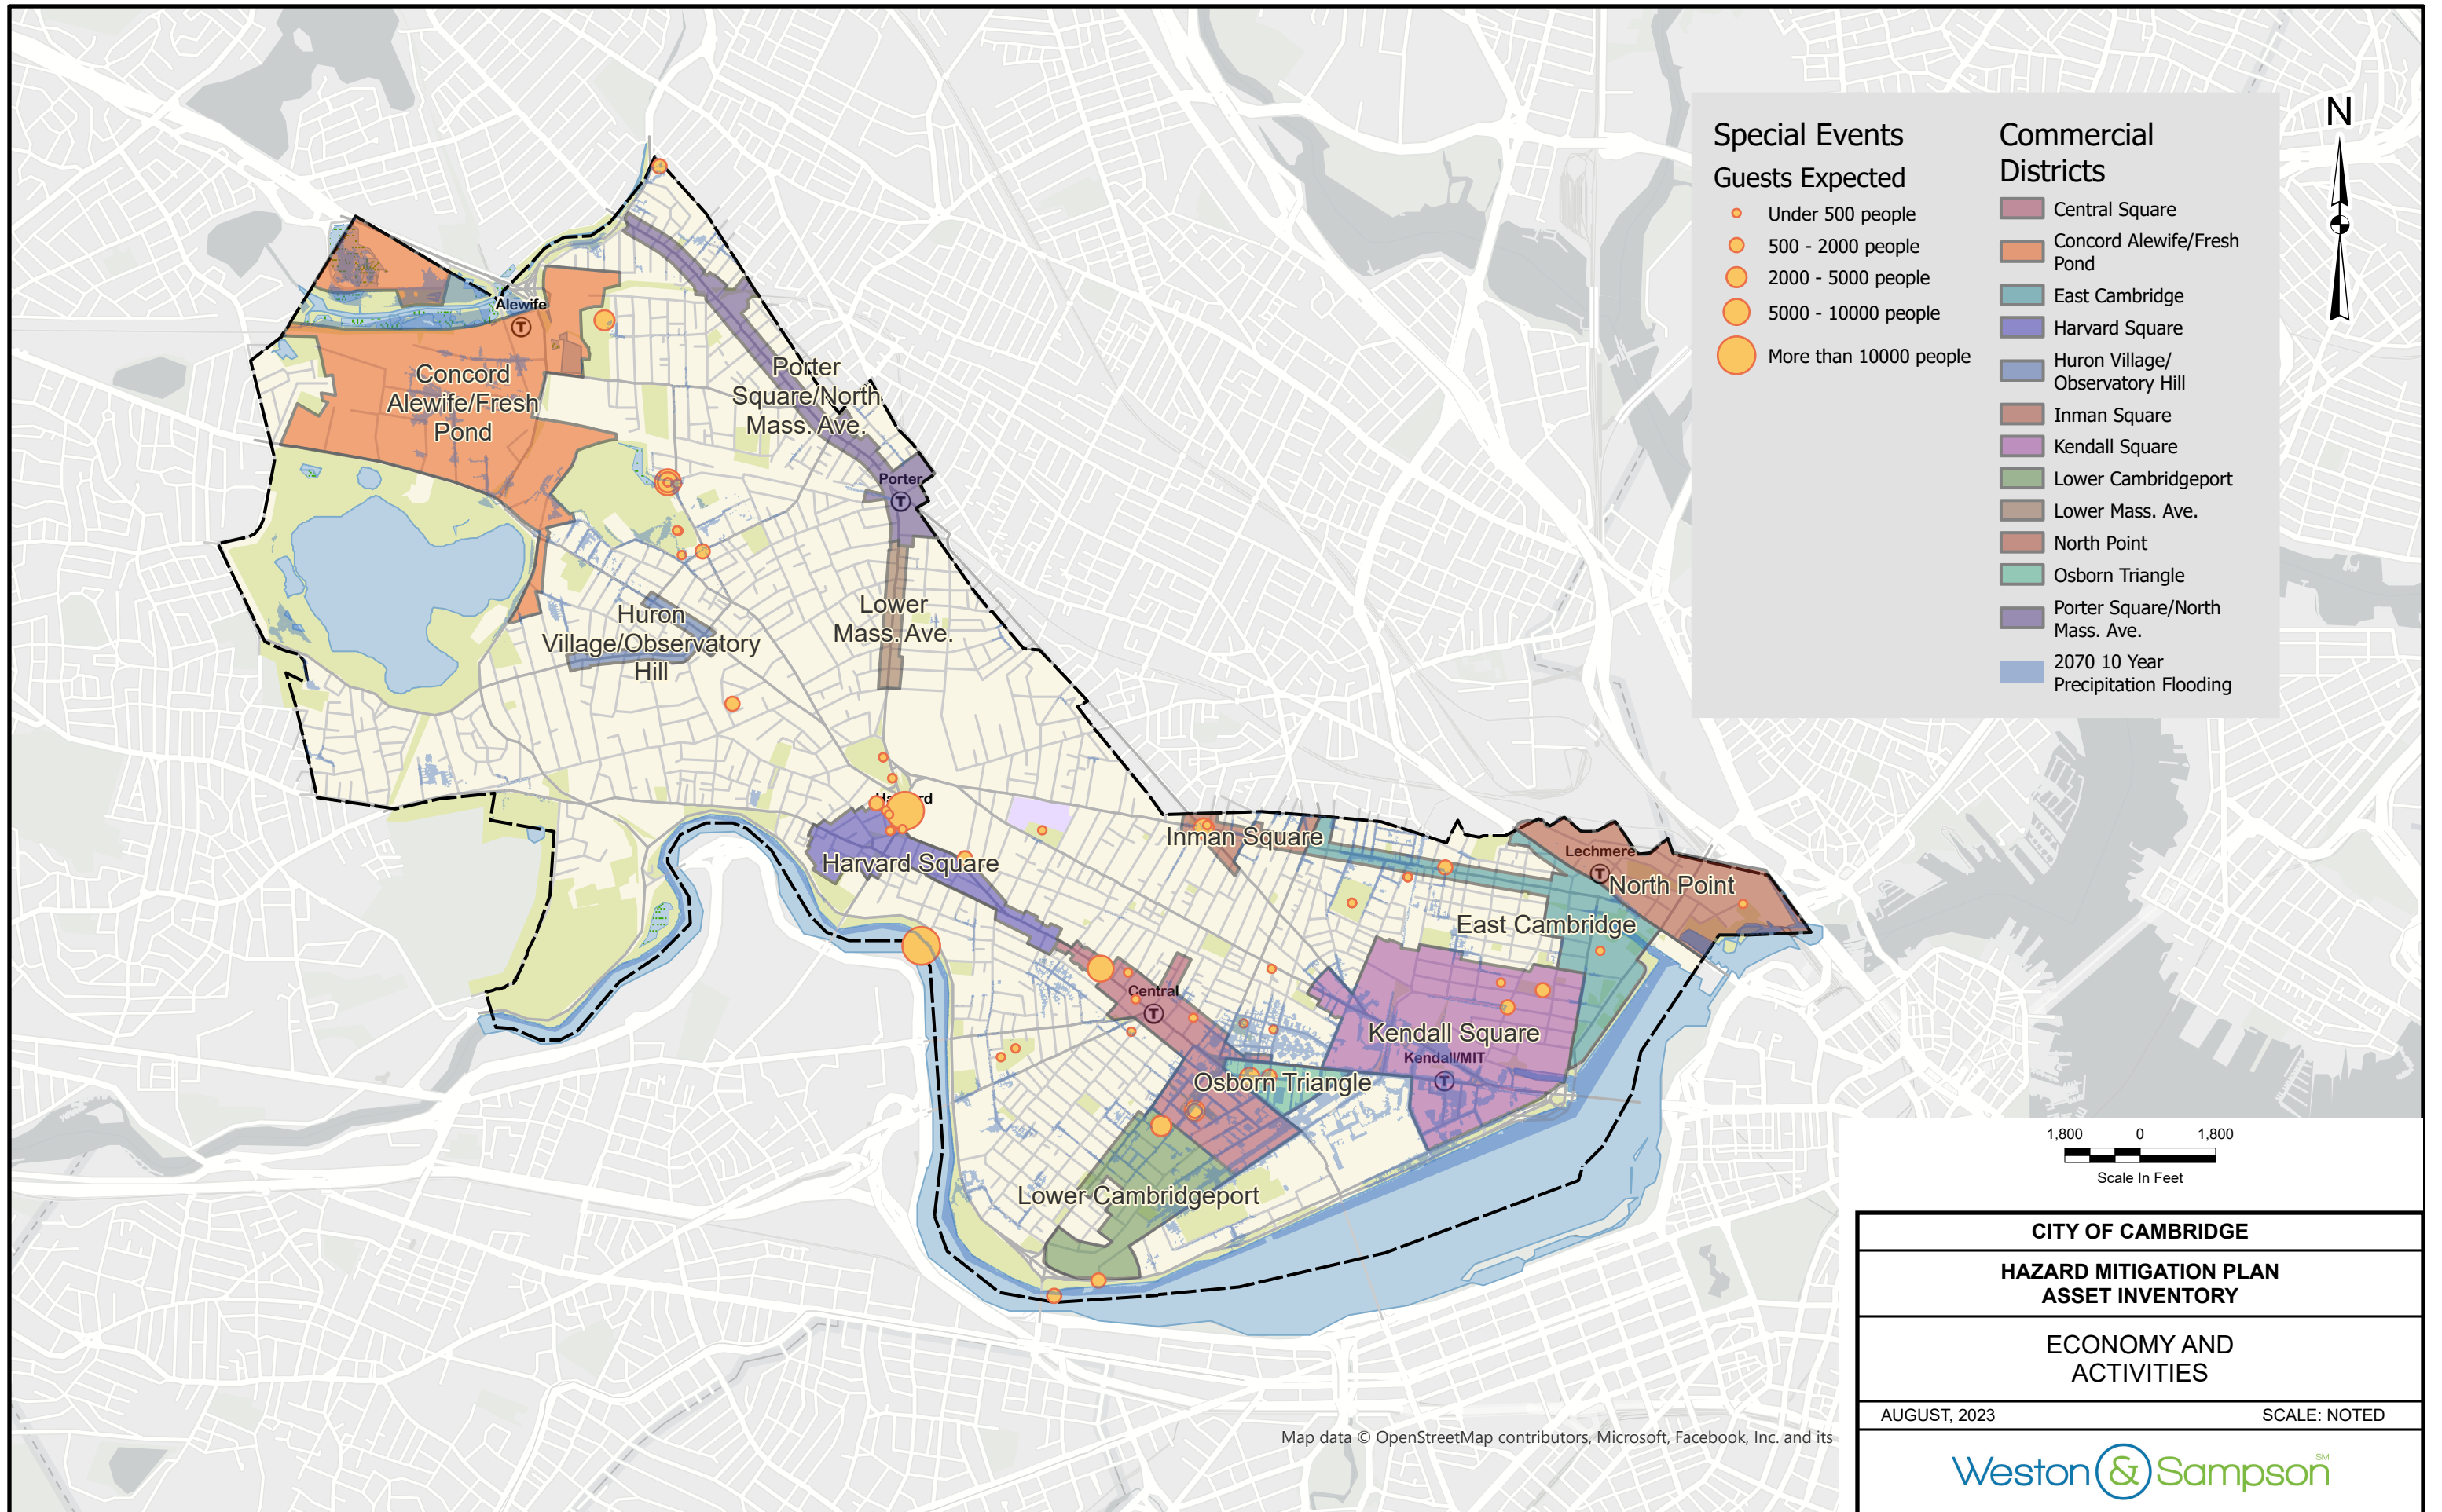 Special Events
Guests Expected
Under 500 people
500 - 2000 people
2000 - 5000 people
5000 - 10000 people
More than 10000 people
Commercial
Districts
Central Square
Concord Alewife/Fresh
Pond
East Cambridge
Harvard Square
Huron Village/
Observatory Hill
Inman Square
Kendall Square
Lower Cambridgeport
Lower Mass. Ave.
North Point
Osborn Triangle
Porter Square/North
Mass. Ave.
2070 10 Year
Precipitation Flooding
N
Alewife
T
Concord
Alewife/Fresh
Pond
Porter
Square/North
Mass. Ave.
Porter
T
Lower
Mass. Ave.
Huron
Village/Observatory
Hill
Harvard Square
Inman Square
Lechmere
T
North Point
East Cambridge
Central
T
Kendall Square
Kendall/MIT
T
Osborn Triangle
Lower Cambridgeport
1,800 0 1,800
Scale In Feet
CITY OF CAMBRIDGE
HAZARD MITIGATION PLAN
ASSET INVENTORY
ECONOMY AND
ACTIVITIES
AUGUST, 2023 SCALE: NOTED
Map data © OpenStreetMap contributors, Microsoft, Facebook, Inc. and its
Weston & Sampson SM